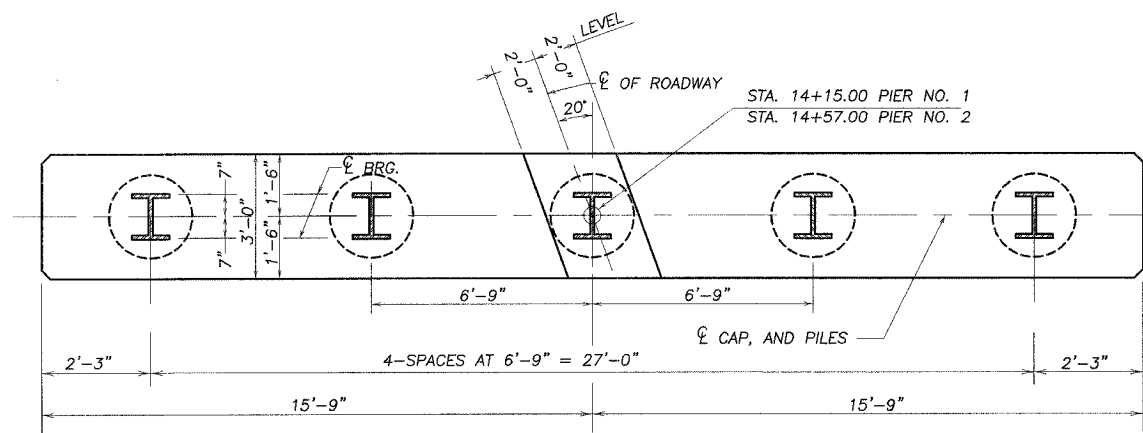 LEVEL
2'-0"
2'-0"
℄ OF ROADWAY
20°
STA. 14+15.00 PIER NO. 1
STA. 14+57.00 PIER NO. 2
℄ BRG.
7"
7"
3'-0"
1'-6"
1'-6"
6'-9"
6'-9"
℄ CAP, AND PILES
2'-3"
4-SPACES AT 6'-9" = 27'-0"
2'-3"
15'-9"
15'-9"